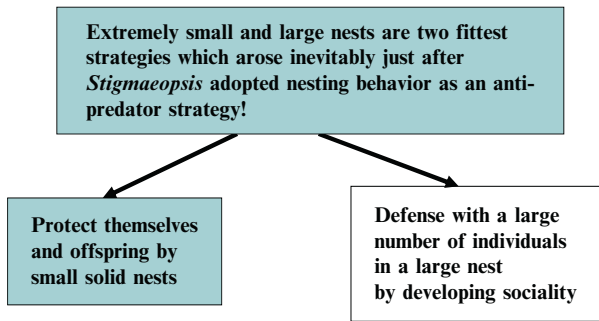 Extremely small and large nests are two fittest
strategies which arose inevitably just after
Stigmaeopsis adopted nesting behavior as an anti-
predator strategy!
Protect themselves
and offspring by
small solid nests
Defense with a large
number of individuals
in a large nest
by developing sociality